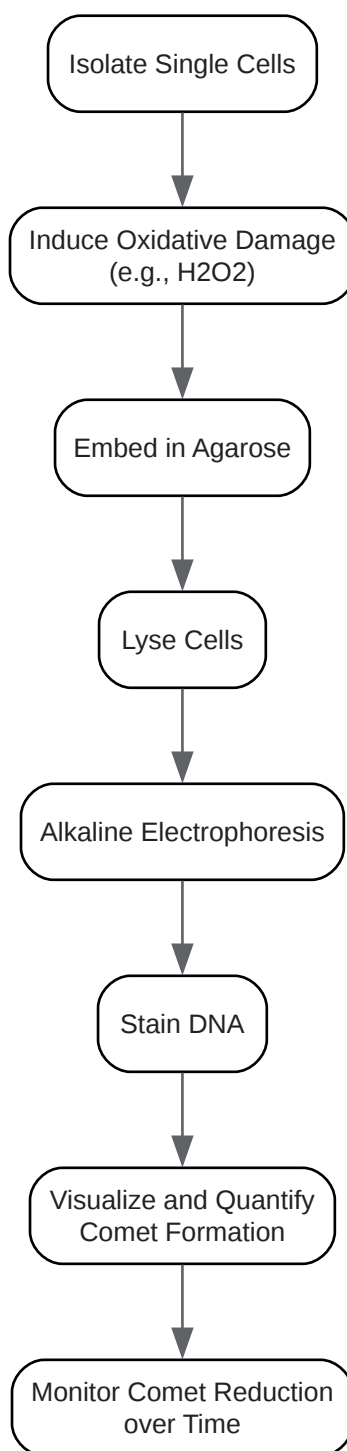 Isolate Single Cells
Induce Oxidative Damage
(e.g., H2O2)
Embed in Agarose
Lyse Cells
Alkaline Electrophoresis
Stain DNA
Visualize and Quantify
Comet Formation
Monitor Comet Reduction
over Time